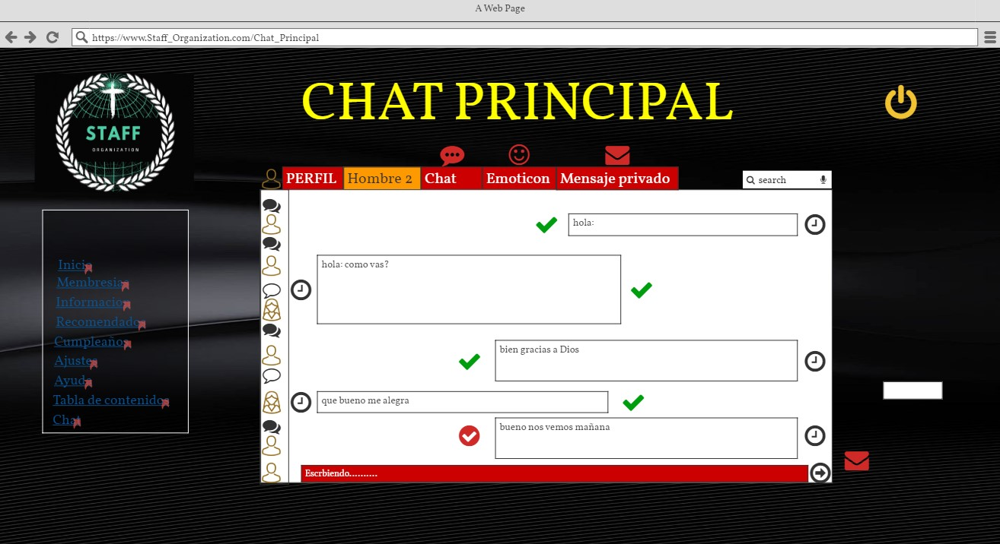 A Web Page
https://www.Staff_Organization.com/Chat_Principal
STAFF
ORGANIZATION
CHAT PRINCIPAL
PERFIL Hombre 2 Chat Emoticon Mensaje privado
search
hola:
hola: como vas?
bien gracias a Dios
que bueno me alegra
bueno nos vemos mañana
Escrbiendo..........
Inicio
Membresia
Informacio
Recomendado
Cumpleaños
Ajustes
Ayuda
Tabla de contenidos
Chat